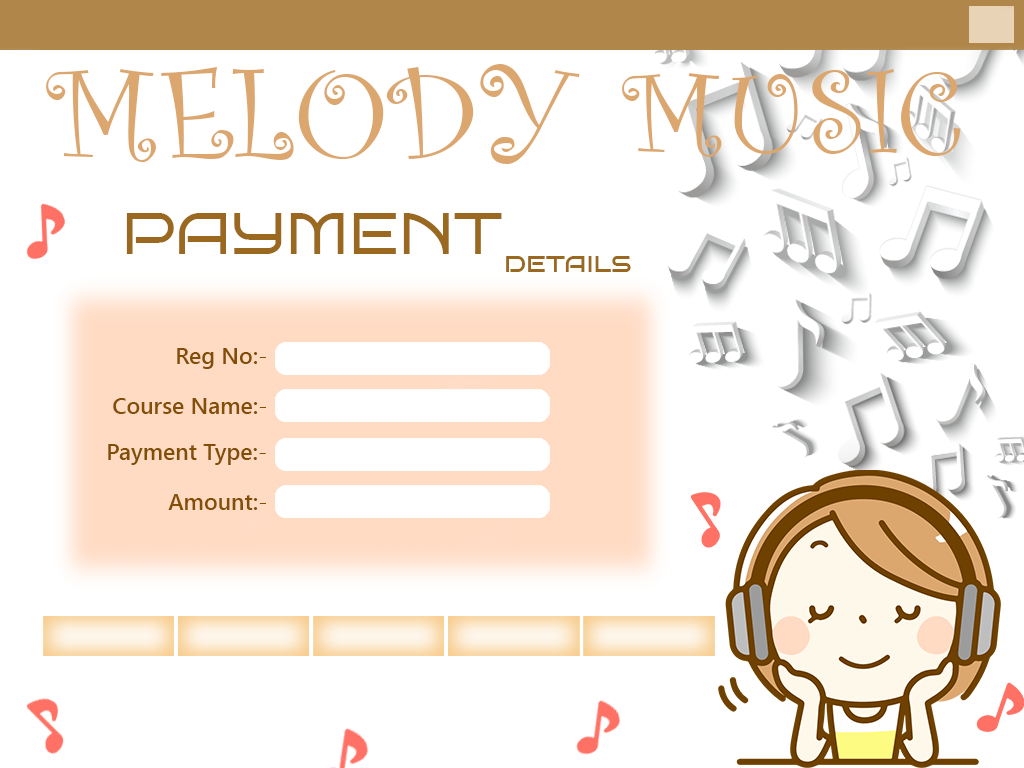 MELODY MUSIC
PAYMENT
DETAILS
Reg No:-
Course Name:-
Payment Type:-
Amount:-